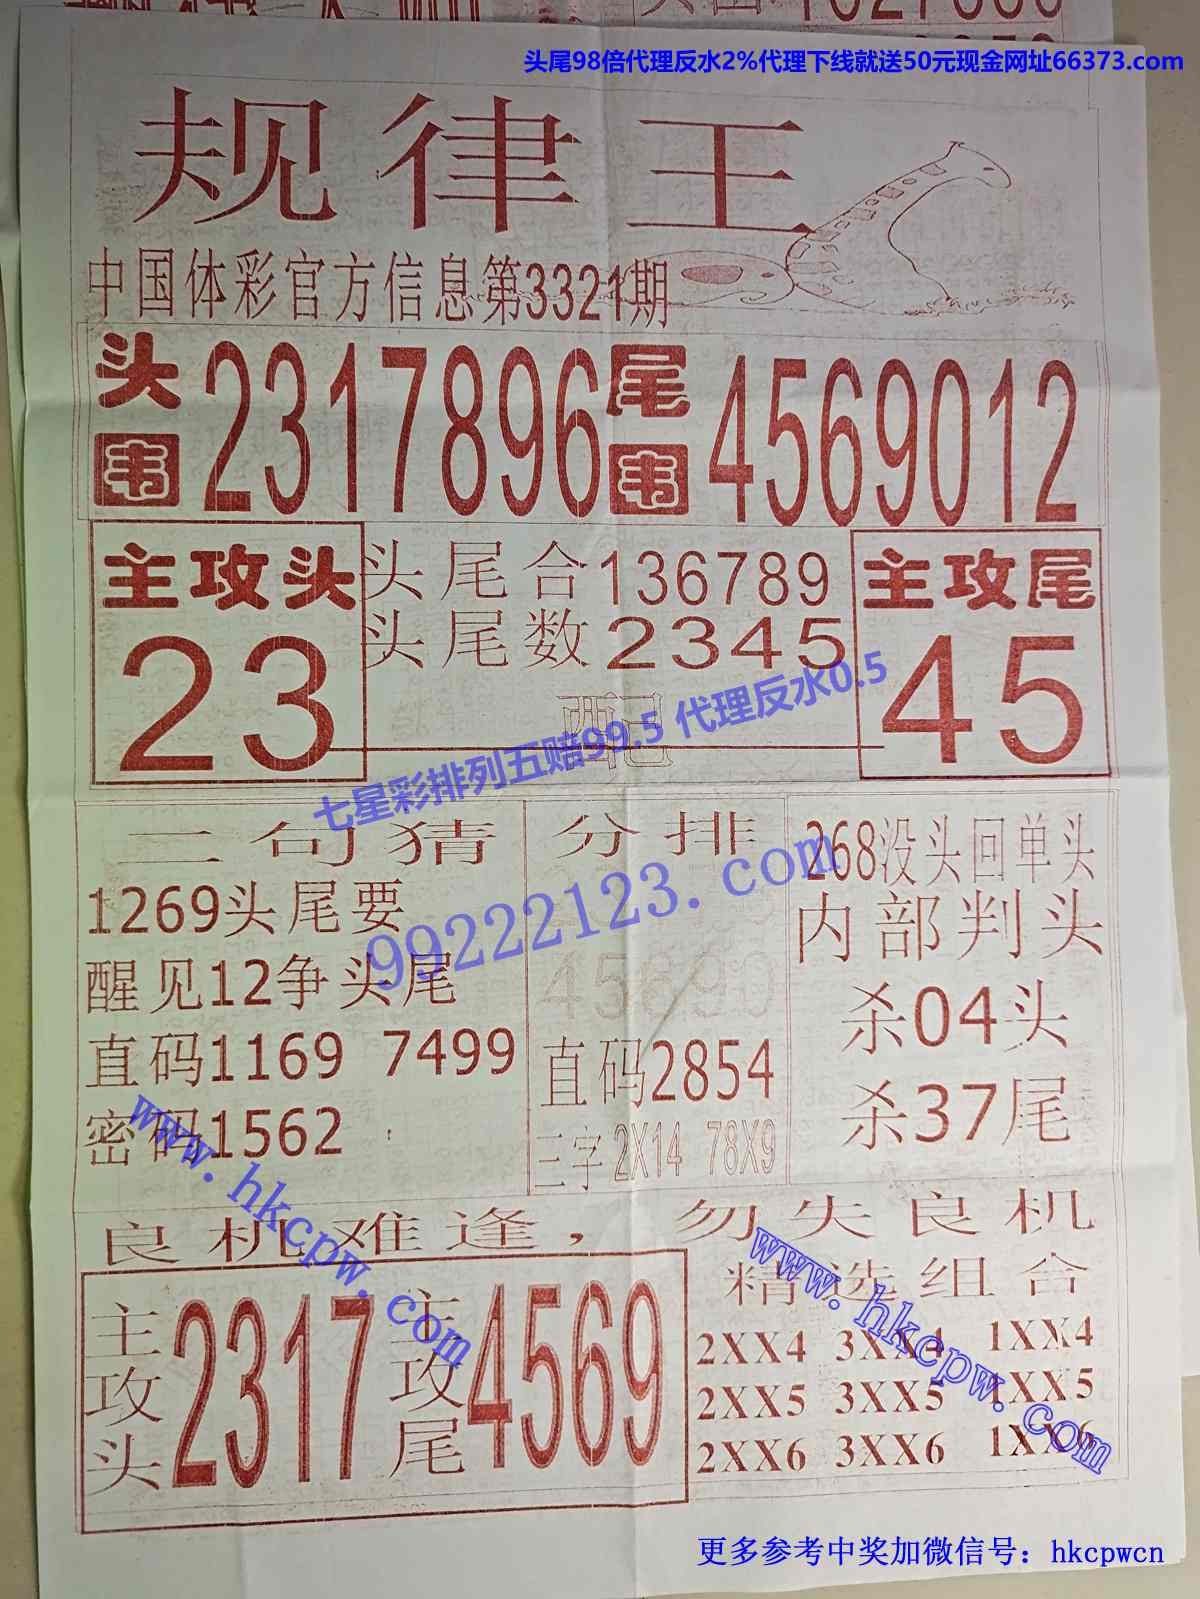 头尾98倍代理反水2%代理下线就送50元现金网址66373.com
规律王
中国体彩官方信息第3321期
头围 2317896 尾围 4569012
主攻头 23
头尾合136789
头尾数2345
主攻尾 45
配
七星彩排列五赔99.5 代理反水0.5
99222123.com
二句猜
1269头尾要
醒见12争头尾
直码1169 7499
密码1562
分排
45690
直码2854
三字 2X14 78X9
268没头回单头
内部判头
杀04头
杀37尾
www.hkcpw.com
良机难逢，勿失良机
主攻头 2317 主攻尾 4569
精选组合
2XX4 3XX4 1XX4
2XX5 3XX5 1XX5
2XX6 3XX6 1XX6
www.hkcpw.com
更多参考中奖加微信号：hkcpwcn